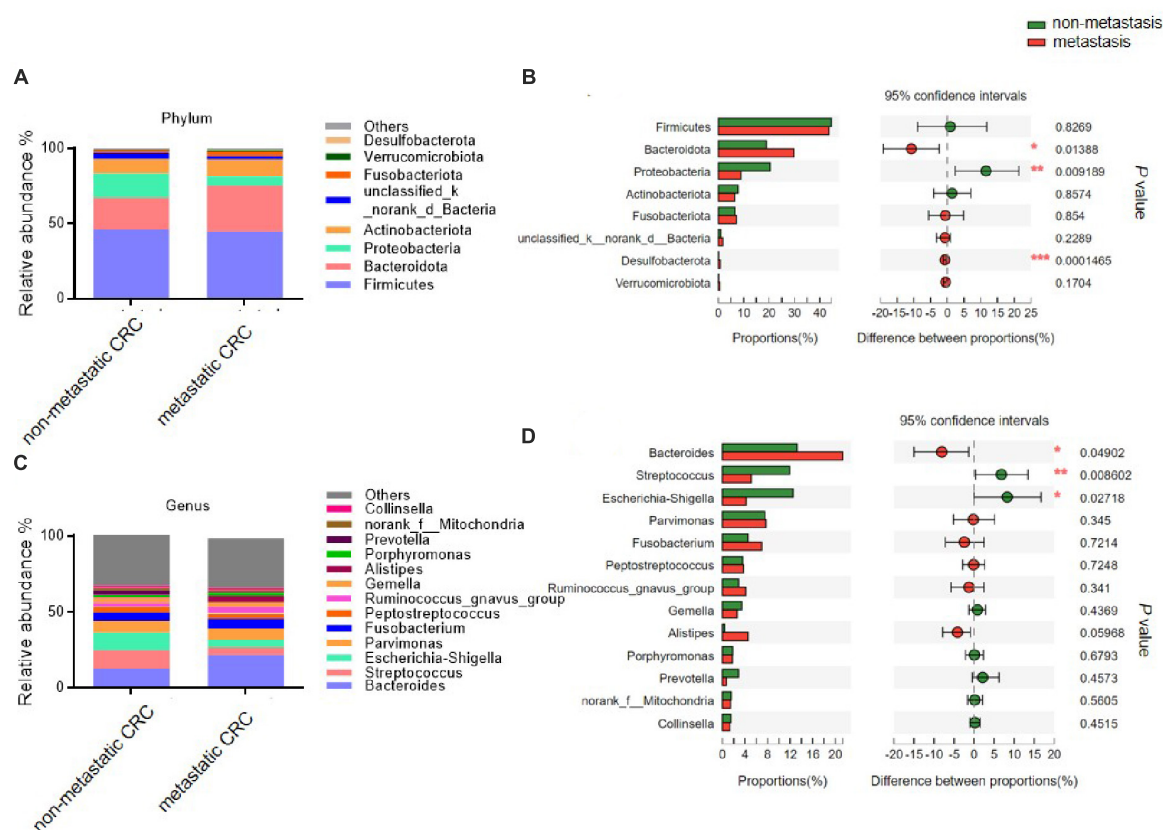 non-metastasis
metastasis
A
Phylum
Relative abundance %
100
50
0
non-metastatic CRC
metastatic CRC
Others
Desulfobacterota
Verrucomicrobiota
Fusobacteriota
unclassified_k
_norank_d_Bacteria
Actinobacteriota
Proteobacteria
Bacteroidota
Firmicutes
B
95% confidence intervals
Firmicutes
0.8269
Bacteroidota
* 0.01388
Proteobacteria
** 0.009189
Actinobacteriota
0.8574
Fusobacteriota
0.854
unclassified_k__norank_d__Bacteria
0.2289
Desulfobacterota
*** 0.0001465
Verrucomicrobiota
0.1704
P value
0 10 20 30 40
Proportions(%)
-20 -15 -10 -5 0 5 10 15 20 25
Difference between proportions(%)
C
Genus
Relative abundance %
100
50
0
non-metastatic CRC
metastatic CRC
Others
Collinsella
norank_f__Mitochondria
Prevotella
Porphyromonas
Alistipes
Gemella
Ruminococcus_gnavus_group
Peptostreptococcus
Fusobacterium
Parvimonas
Escherichia-Shigella
Streptococcus
Bacteroides
D
95% confidence intervals
Bacteroides
* 0.04902
Streptococcus
** 0.008602
Escherichia-Shigella
* 0.02718
Parvimonas
0.345
Fusobacterium
0.7214
Peptostreptococcus
0.7248
Ruminococcus_gnavus_group
0.341
Gemella
0.4369
Alistipes
0.05968
Porphyromonas
0.6793
Prevotella
0.4573
norank_f__Mitochondria
0.5605
Collinsella
0.4515
P value
0 4 8 12 16 20
Proportions(%)
-20 -15 -10 -5 0 5 10 15 20
Difference between proportions(%)